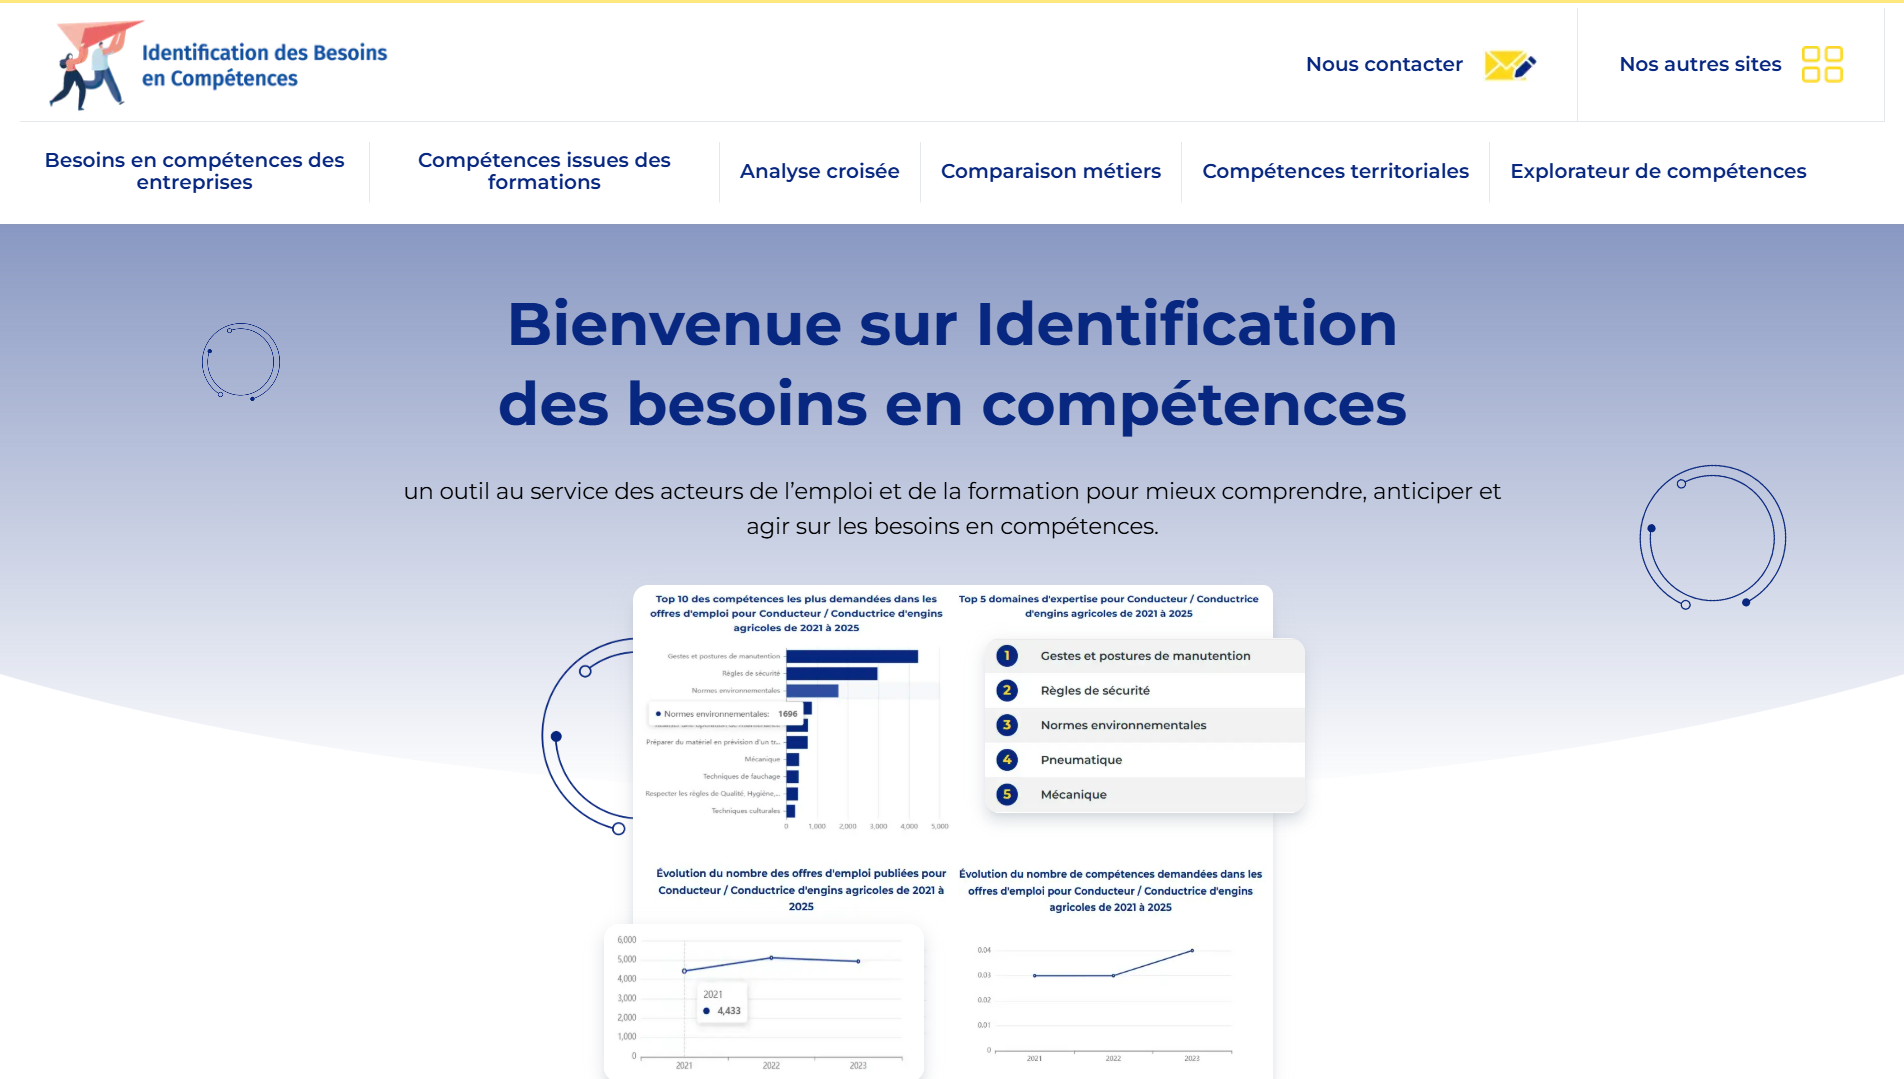 Identification des Besoins
en Compétences
Nous contacter
Nos autres sites
Besoins en compétences des
entreprises
Compétences issues des
formations
Analyse croisée
Comparaison métiers
Compétences territoriales
Explorateur de compétences
Bienvenue sur Identification
des besoins en compétences
un outil au service des acteurs de l’emploi et de la formation pour mieux comprendre, anticiper et
agir sur les besoins en compétences.
Top 10 des compétences les plus demandées dans les
offres d'emploi pour Conducteur / Conductrice d'engins
agricoles de 2021 à 2025
Gestes et postures de manutention
Règles de sécurité
Normes environnementales
Normes environnementales: 1696
Préparer du matériel en prévision d'un tr...
Mécanique
Techniques de fauchage
Respecter les règles de Qualité, Hygiène,...
Techniques culturales
0 1,000 2,000 3,000 4,000 5,000
Top 5 domaines d'expertise pour Conducteur / Conductrice
d'engins agricoles de 2021 à 2025
1 Gestes et postures de manutention
2 Règles de sécurité
3 Normes environnementales
4 Pneumatique
5 Mécanique
Évolution du nombre des offres d'emploi publiées pour
Conducteur / Conductrice d'engins agricoles de 2021 à
2025
6,000
5,000
4,000
3,000
2,000
1,000
0
2021
4,433
2021 2022 2023
Évolution du nombre de compétences demandées dans les
offres d'emploi pour Conducteur / Conductrice d'engins
agricoles de 2021 à 2025
0.04
0.03
0.02
0.01
0
2021 2022 2023